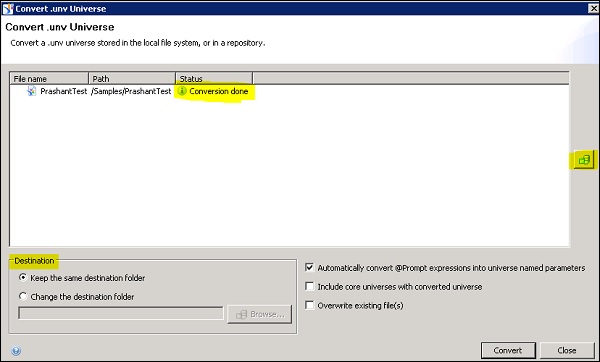 Convert .unv Universe
Convert .unv Universe
Convert a .unv universe stored in the local file system, or in a repository.
File name Path Status
PrashantTest /Samples/PrashantTest Conversion done
Destination
Keep the same destination folder
Change the destination folder
Browse...
Automatically convert @Prompt expressions into universe named parameters
Include core universes with converted universe
Overwrite existing file(s)
Convert Close